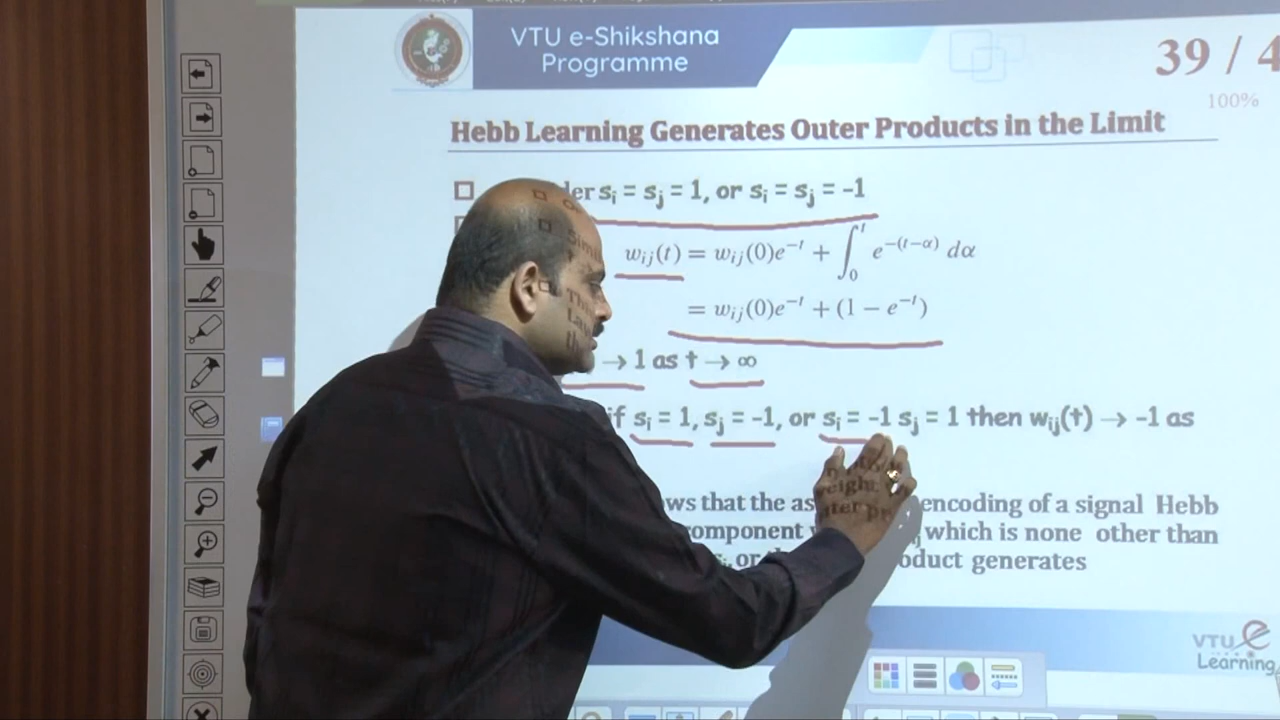 VTU e-Shikshana
Programme
39 / 4
100%
Hebb Learning Generates Outer Products in the Limit
der sᵢ = sⱼ = 1, or sᵢ = sⱼ = -1
wᵢⱼ(t) = wᵢⱼ(0)e⁻ᵗ + ∫₀ᵗ e^{-(t-α)} dα
= wᵢⱼ(0)e⁻ᵗ + (1 − e⁻ᵗ)
→ 1 as t → ∞
if sᵢ = 1, sⱼ = -1, or sᵢ = -1 sⱼ = 1 then wᵢⱼ(t) → -1 as
ws that the as encoding of a signal Hebb
component which is none other than
or oduct generates
VTU e
Learning